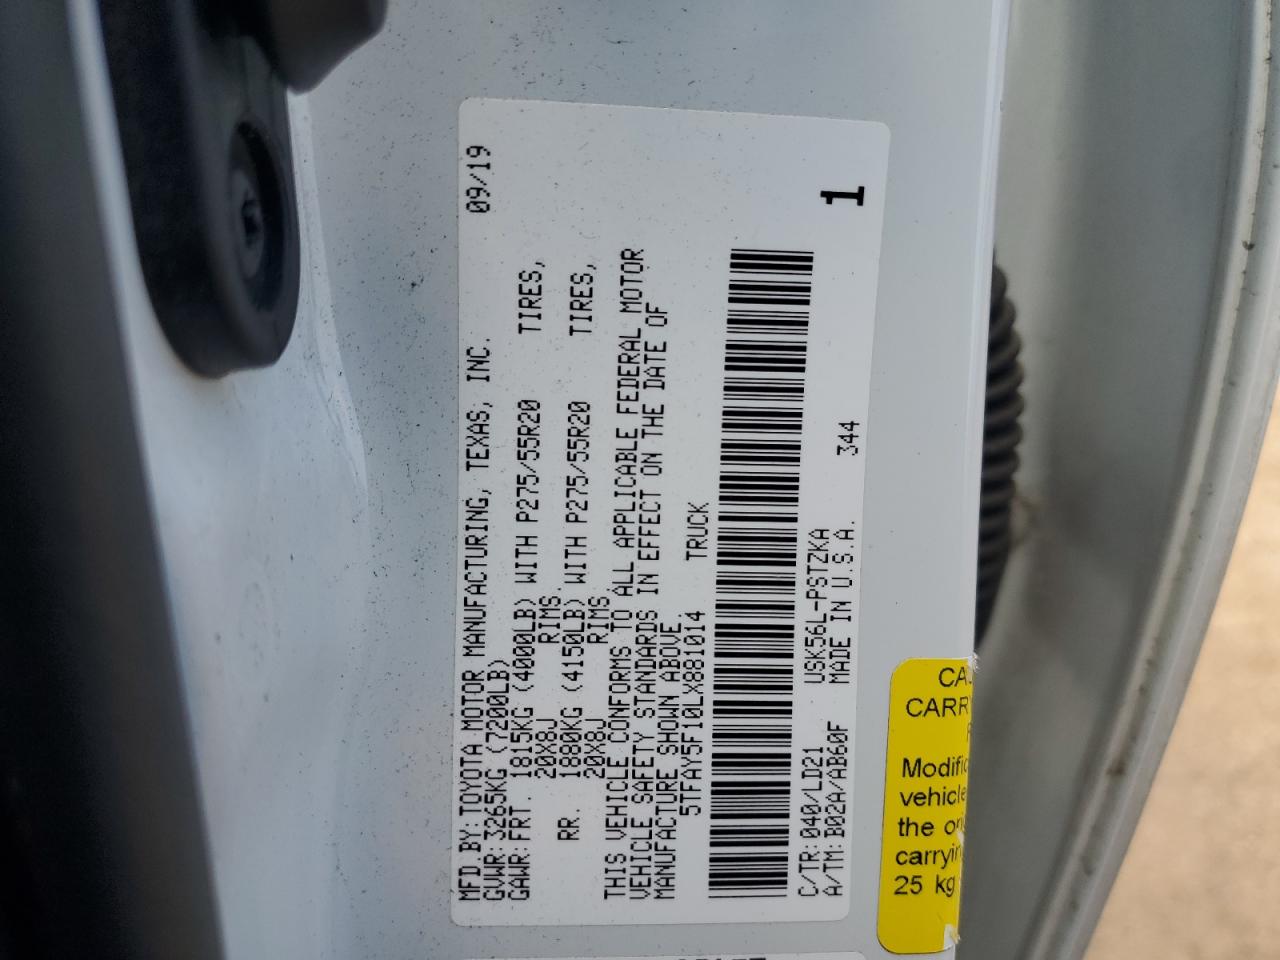 MFD.BY:TOYOTA MOTOR MANUFACTURING, TEXAS, INC. 09/19
GVWR:3265KG (7200LB)
GAWR:FRT. 1815KG (4000LB) WITH P275/55R20 TIRES,
20X8J RIMS.
RR. 1880KG (4150LB) WITH P275/55R20 TIRES,
20X8J RIMS
THIS VEHICLE CONFORMS TO ALL APPLICABLE FEDERAL MOTOR
VEHICLE SAFETY STANDARDS IN EFFECT ON THE DATE OF
MANUFACTURE SHOWN ABOVE
5TFAY5F10LX881014 TRUCK
C/TR:040/LD21 USK56L-PSTZKA 1
A/TM:B02A/AB60F MADE IN U.S.A. 344
CAU
CARRY
Modific
vehicle
the ori
carryin
25 kg